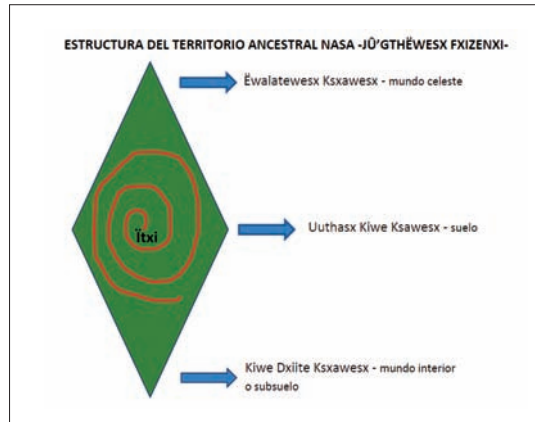 ESTRUCTURA DEL TERRITORIO ANCESTRAL NASA -JÛ'GTHËWESX FXIZENXI-
Ëwalatewesx Ksxawesx - mundo celeste
Ïtxi
Uuthasx Kiwe Ksawesx - suelo
Kiwe Dxiite Ksxawesx - mundo interior
o subsuelo